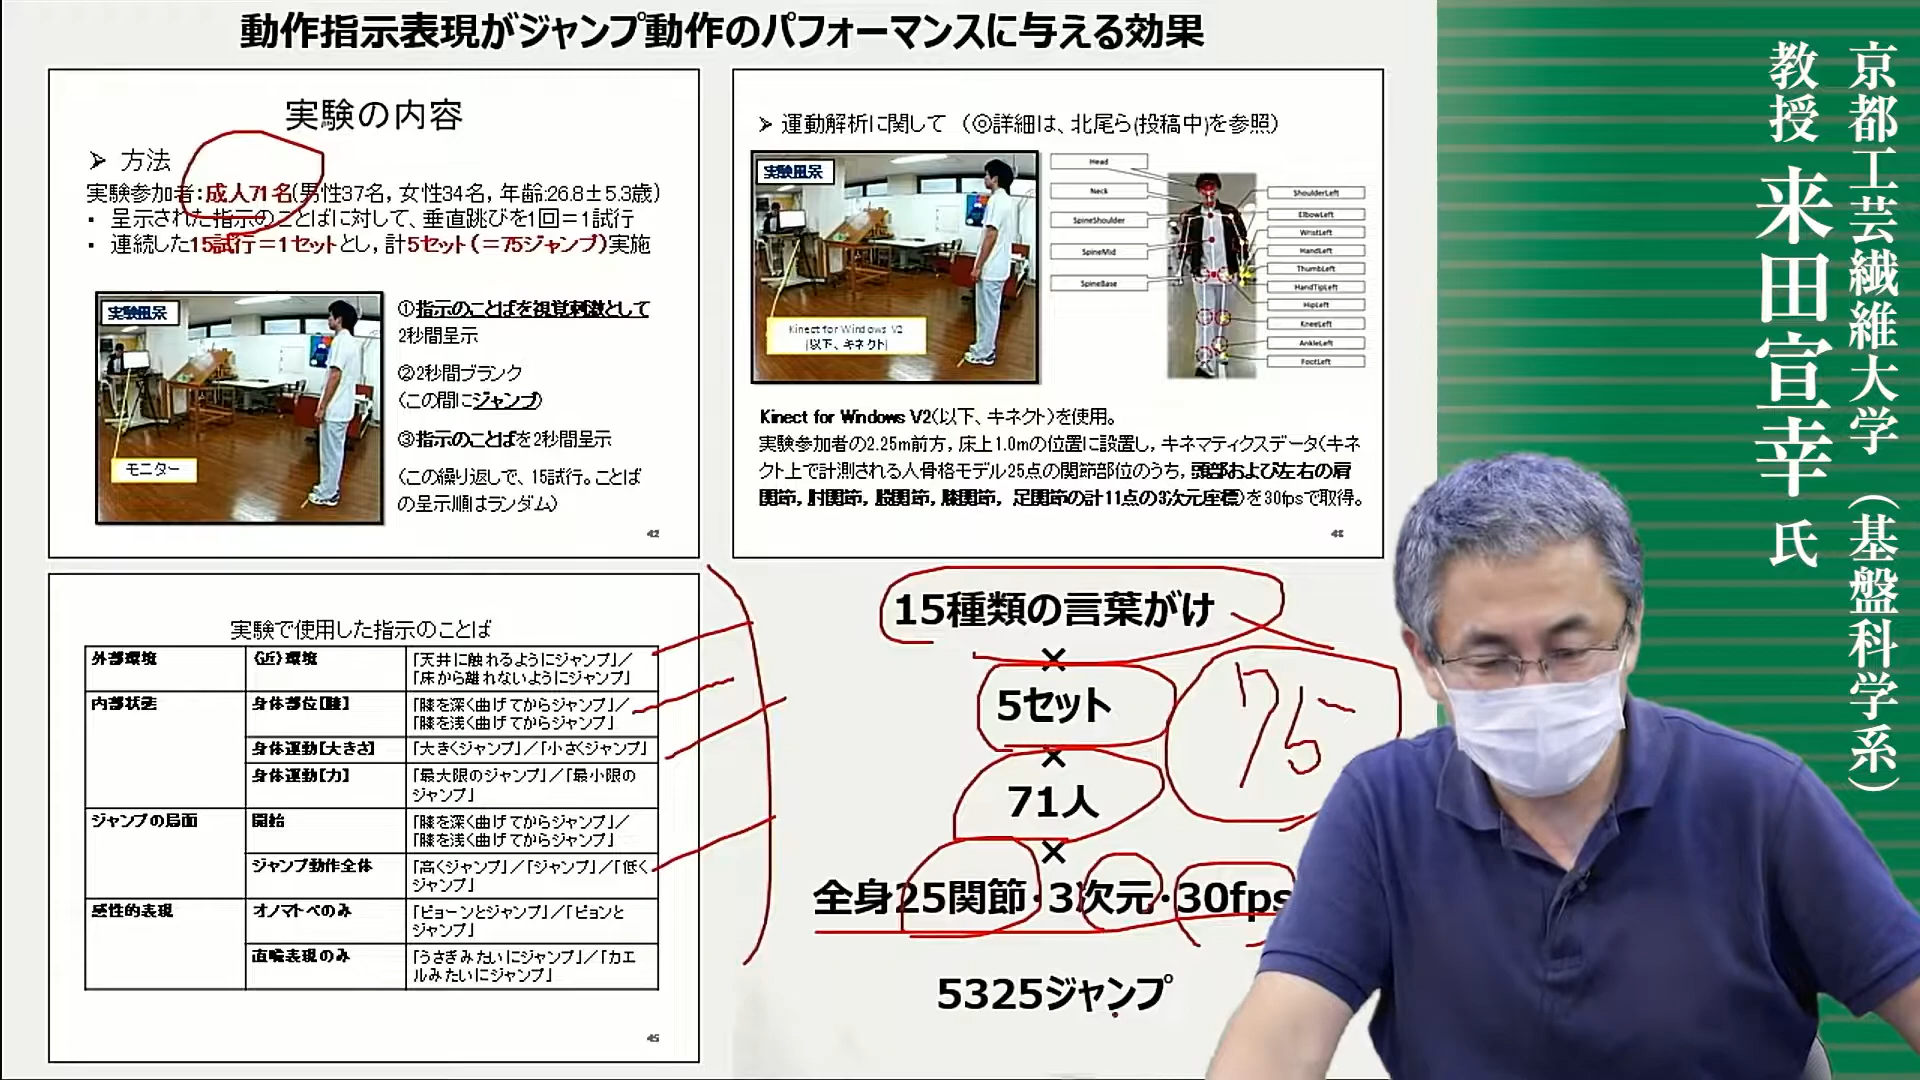 動作指示表現がジャンプ動作のパフォーマンスに与える効果
実験の内容
➢ 方法
実験参加者：成人71名(男性37名，女性34名，年齢:26.8±5.3歳)
▪ 呈示された指示のことばに対して、垂直跳びを1回＝1試行
▪ 連続した15試行＝1セットとし，計5セット（＝75ジャンプ）実施
実験風景
モニター
①指示のことばを視覚刺激として
2秒間呈示
②2秒間ブランク
(この間にジャンプ)
③指示のことばを2秒間呈示
(この繰り返しで、15試行。ことば
の呈示順はランダム)
42
➢ 運動解析に関して （◎詳細は、北尾ら(投稿中)を参照）
実験風景
Kinect for Windows V2
(以下、キネクト)
Head
Neck
SpineShoulder
SpineMid
SpineBase
ShoulderLeft
ElbowLeft
WristLeft
HandLeft
ThumbLeft
HandTipLeft
HipLeft
KneeLeft
AnkleLeft
FootLeft
Kinect for Windows V2(以下、キネクト)を使用。
実験参加者の2.25m前方，床上1.0mの位置に設置し，キネマティクスデータ(キネ
クト上で計測される人骨格モデル25点の関節部位のうち，頭部および左右の肩
関節，肘関節，股関節，膝関節， 足関節の計11点の3次元座標)を30fpsで取得。
実験で使用した指示のことば
外部環境 (近)環境 「天井に触れるようにジャンプ」／
「床から離れないようにジャンプ」
内部状態 身体部位[膝] 「膝を深く曲げてからジャンプ」／
「膝を浅く曲げてからジャンプ」
身体運動[大きさ] 「大きくジャンプ」／「小さくジャンプ」
身体運動[力] 「最大限のジャンプ」／「最小限の
ジャンプ」
ジャンプの局面 開始 「膝を深く曲げてからジャンプ」／
「膝を浅く曲げてからジャンプ」
ジャンプ動作全体 「高くジャンプ」／「ジャンプ」／「低く
ジャンプ」
感性的表現 オノマトペのみ 「ピョーンとジャンプ」／「ピョンと
ジャンプ」
直喩表現のみ 「うさぎみたいにジャンプ」／「カエ
ルみたいにジャンプ」
45
15種類の言葉がけ
×
5セット
×
71人
×
全身25関節・3次元・30fps
5325ジャンプ
75
京都工芸繊維大学（基盤科学系）
教授 来田宣幸 氏